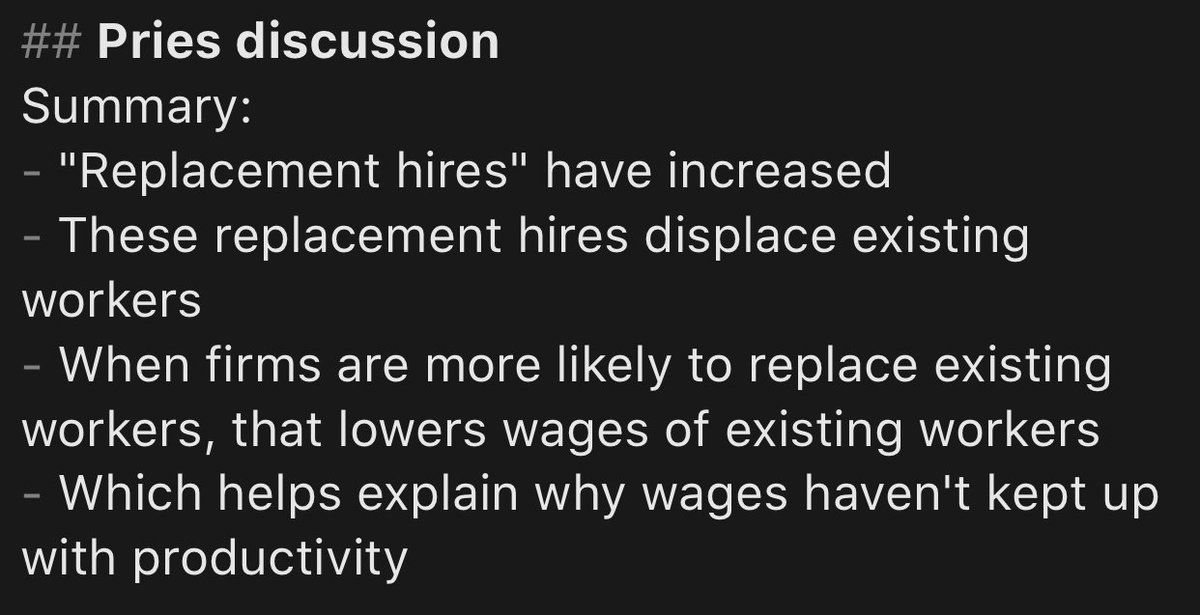 ## Pries discussion
Summary:
- "Replacement hires" have increased
- These replacement hires displace existing
workers
- When firms are more likely to replace existing
workers, that lowers wages of existing workers
- Which helps explain why wages haven't kept up
with productivity